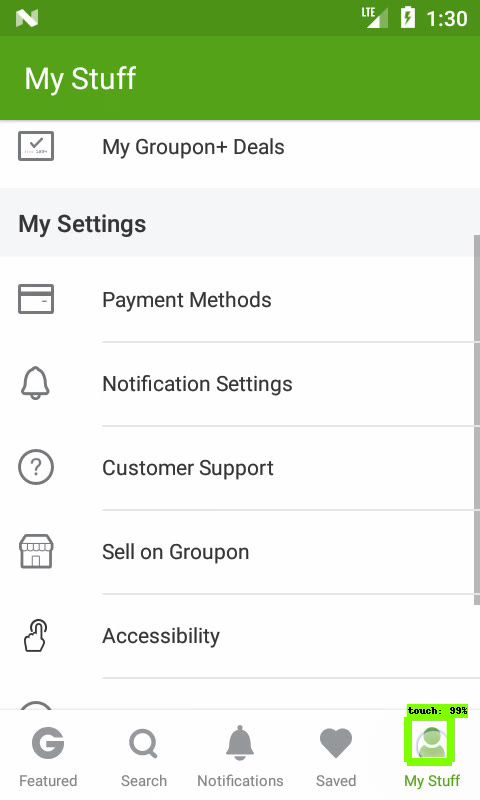 LTE
1:30
My Stuff
My Groupon+ Deals
My Settings
Payment Methods
Notification Settings
Customer Support
Sell on Groupon
Accessibility
touch: 99%
Featured
Search
Notifications
Saved
My Stuff